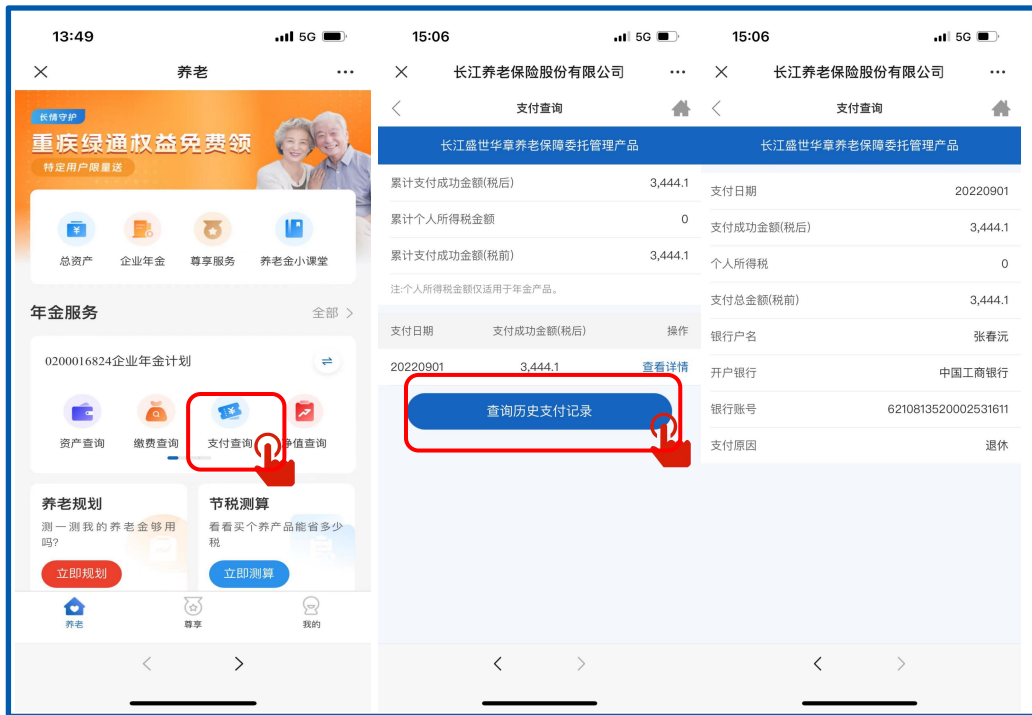 13:49
5G
养老
长情守护
重疾绿通权益免费领
特定用户限量送
总资产 企业年金 尊享服务 养老金小课堂
年金服务 全部 >
0200016824企业年金计划
资产查询 缴费查询 支付查询 净值查询
养老规划
测一测我的养老金够用
吗?
立即规划
节税测算
看看买个养产品能省多少
税
立即测算
养老 尊享 我的
15:06
5G
长江养老保险股份有限公司
支付查询
长江盛世华章养老保障委托管理产品
累计支付成功金额(税后) 3,444.1
累计个人所得税金额 0
累计支付成功金额(税前) 3,444.1
注:个人所得税金额仅适用于年金产品。
支付日期 支付成功金额(税后) 操作
20220901 3,444.1 查看详情
查询历史支付记录
15:06
5G
长江养老保险股份有限公司
支付查询
长江盛世华章养老保障委托管理产品
支付日期 20220901
支付成功金额(税后) 3,444.1
个人所得税 0
支付总金额(税前) 3,444.1
银行户名 张春沅
开户银行 中国工商银行
银行账号 6210813520002531611
支付原因 退休